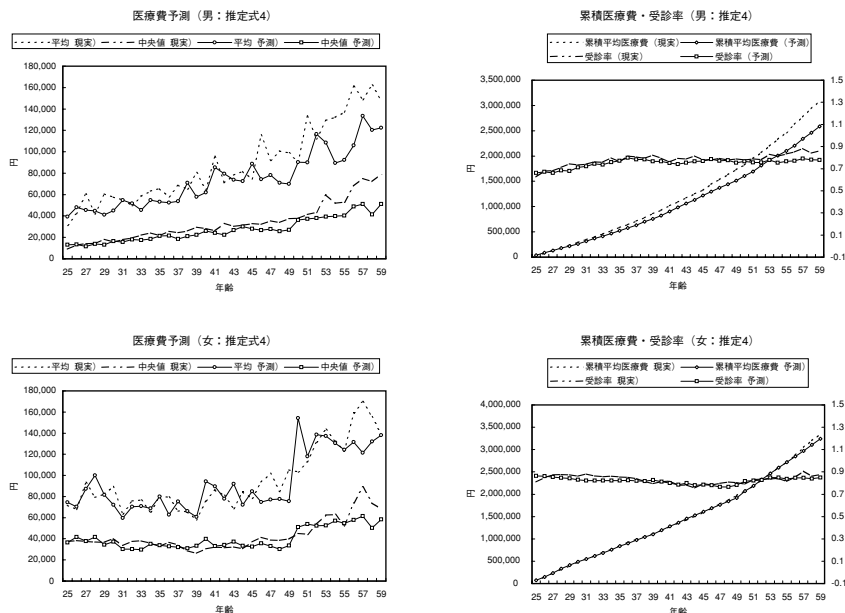 医療費予測（男：推定式4）
平均 現実） 中央値 現実） 平均 予測） 中央値 予測）
180,000
160,000
140,000
120,000
100,000
80,000
60,000
40,000
20,000
0
円
25 27 29 31 33 35 37 39 41 43 45 47 49 51 53 55 57 59
年齢
累積医療費・受診率（男：推定4）
累積平均医療費（現実） 累積平均医療費（予測）
受診率（現実） 受診率（予測）
3,500,000
3,000,000
2,500,000
2,000,000
1,500,000
1,000,000
500,000
0
円
1.5
1.3
1.1
0.9
0.7
0.5
0.3
0.1
-0.1
25 27 29 31 33 35 37 39 41 43 45 47 49 51 53 55 57 59
年齢
医療費予測（女：推定式4）
平均 現実） 中央値 現実） 平均 予測） 中央値 予測）
180,000
160,000
140,000
120,000
100,000
80,000
60,000
40,000
20,000
0
円
25 27 29 31 33 35 37 39 41 43 45 47 49 51 53 55 57 59
年齢
累積医療費・受診率（女：推定4）
累積平均医療費 現実） 累積平均医療費 予測）
受診率 現実） 受診率 予測）
4,000,000
3,500,000
3,000,000
2,500,000
2,000,000
1,500,000
1,000,000
500,000
0
円
1.5
1.3
1.1
0.9
0.7
0.5
0.3
0.1
-0.1
25 27 29 31 33 35 37 39 41 43 45 47 49 51 53 55 57 59
年齢